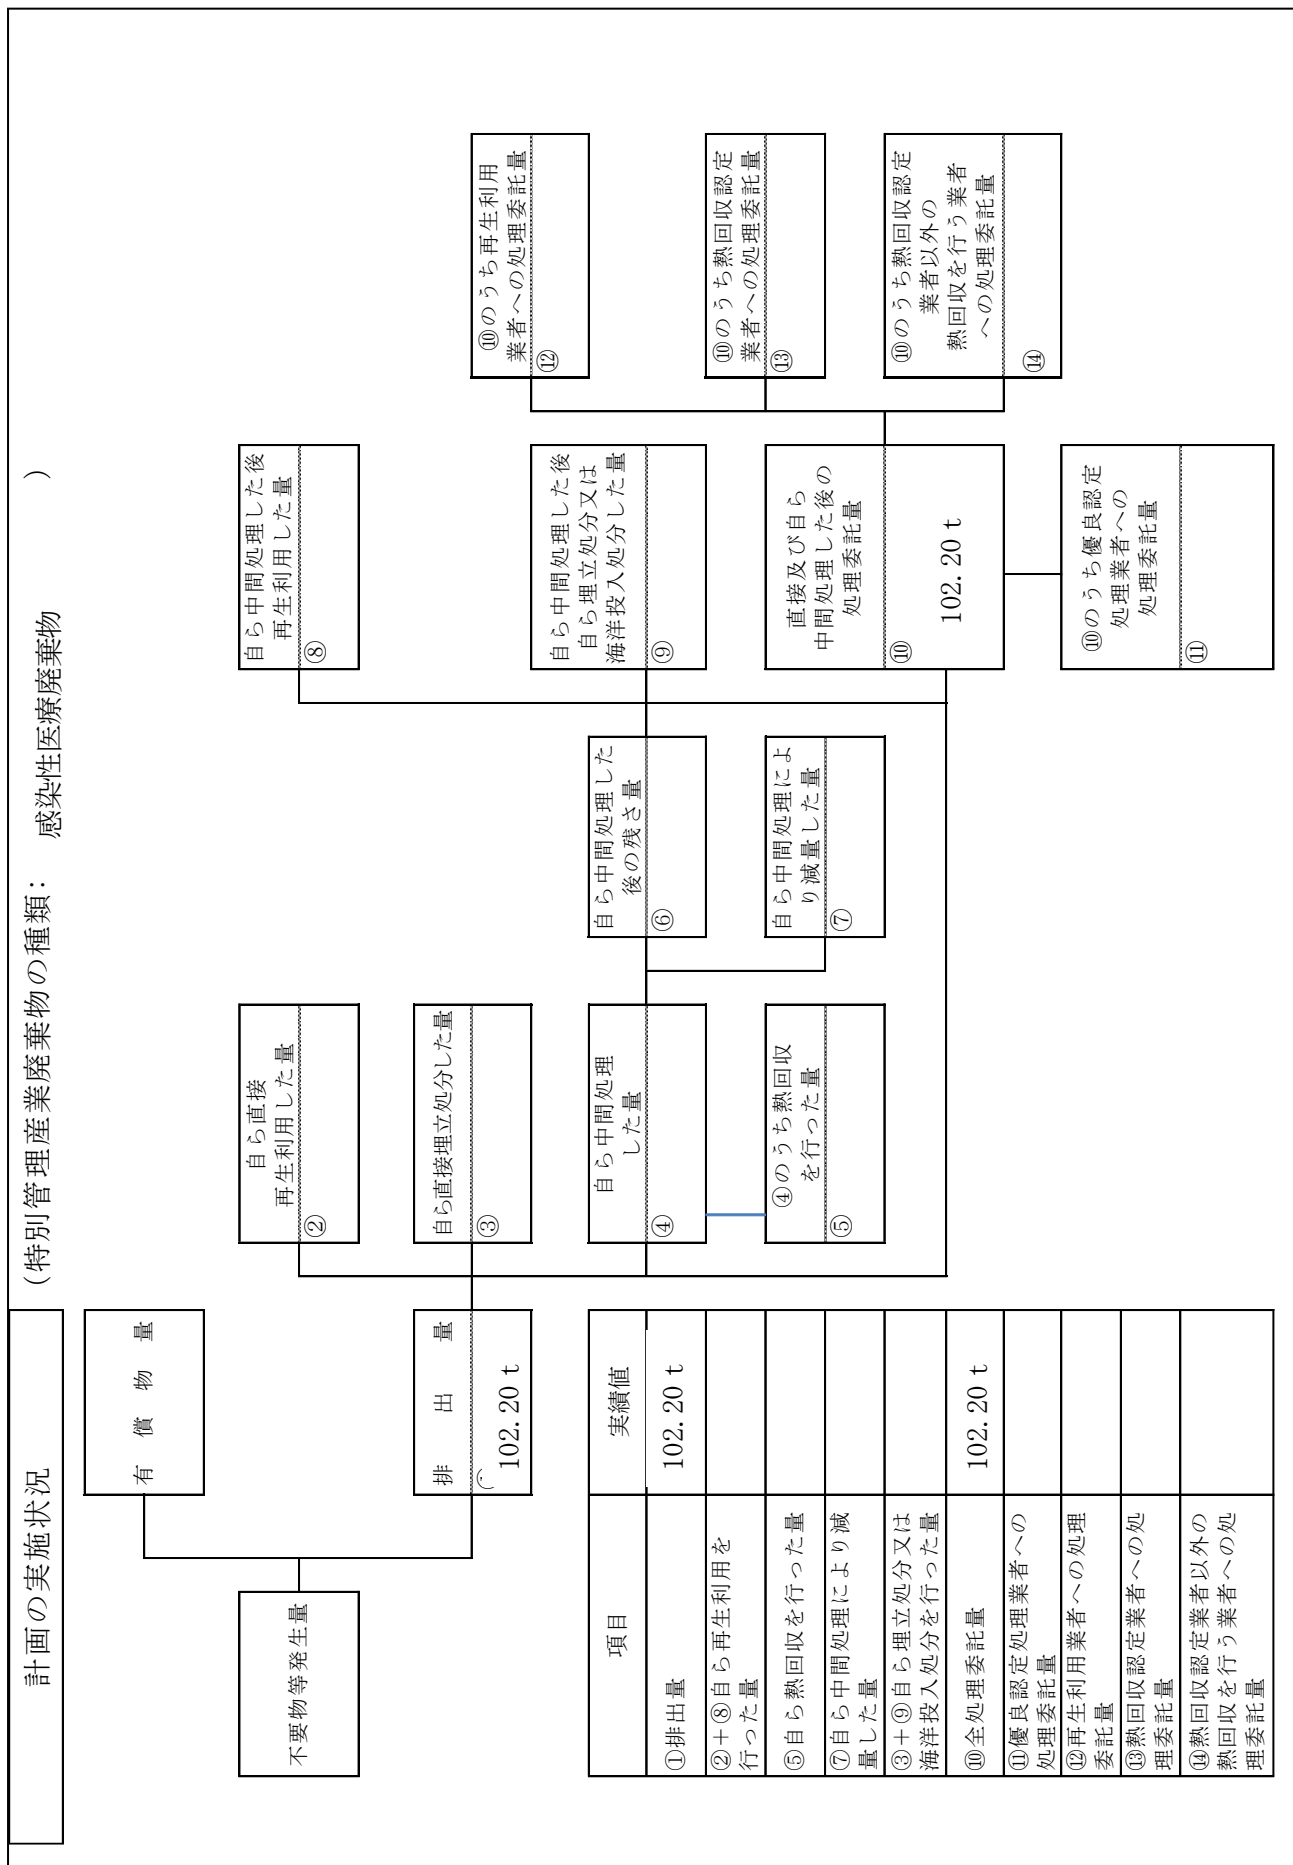 計画の実施状況
(特別管理産業廃棄物の種類： 感染性医療廃棄物 )
不要物等発生量
有償物量
排出量
102.20 t
自ら直接
再生利用した量
②
自ら直接埋立処分した量
③
自ら中間処理
した量
④
④のうち熱回収
を行った量
⑤
自ら中間処理した
後の残さ量
⑥
自ら中間処理によ
り減量した量
⑦
自ら中間処理した後
再生利用した量
⑧
自ら中間処理した後
自ら埋立処分又は
海洋投入処分した量
⑨
直接及び自ら
中間処理した後の
処理委託量
⑩
102.20 t
⑩のうち優良認定
処理業者への
処理委託量
⑪
⑩のうち再生利用
業者への処理委託量
⑫
⑩のうち熱回収認定
業者への処理委託量
⑬
⑩のうち熱回収認定
業者以外の
熱回収を行う業者
への処理委託量
⑭
項目 実績値
①排出量 102.20 t
②＋⑧自ら再生利用を
行った量
⑤自ら熱回収を行った量
⑦自ら中間処理により減
量した量
③＋⑨自ら埋立処分又は
海洋投入処分を行った量
⑩全処理委託量 102.20 t
⑪優良認定処理業者への
処理委託量
⑫再生利用業者への処理
委託量
⑬熱回収認定業者への処
理委託量
⑭熱回収認定業者以外の
熱回収を行う業者への処
理委託量